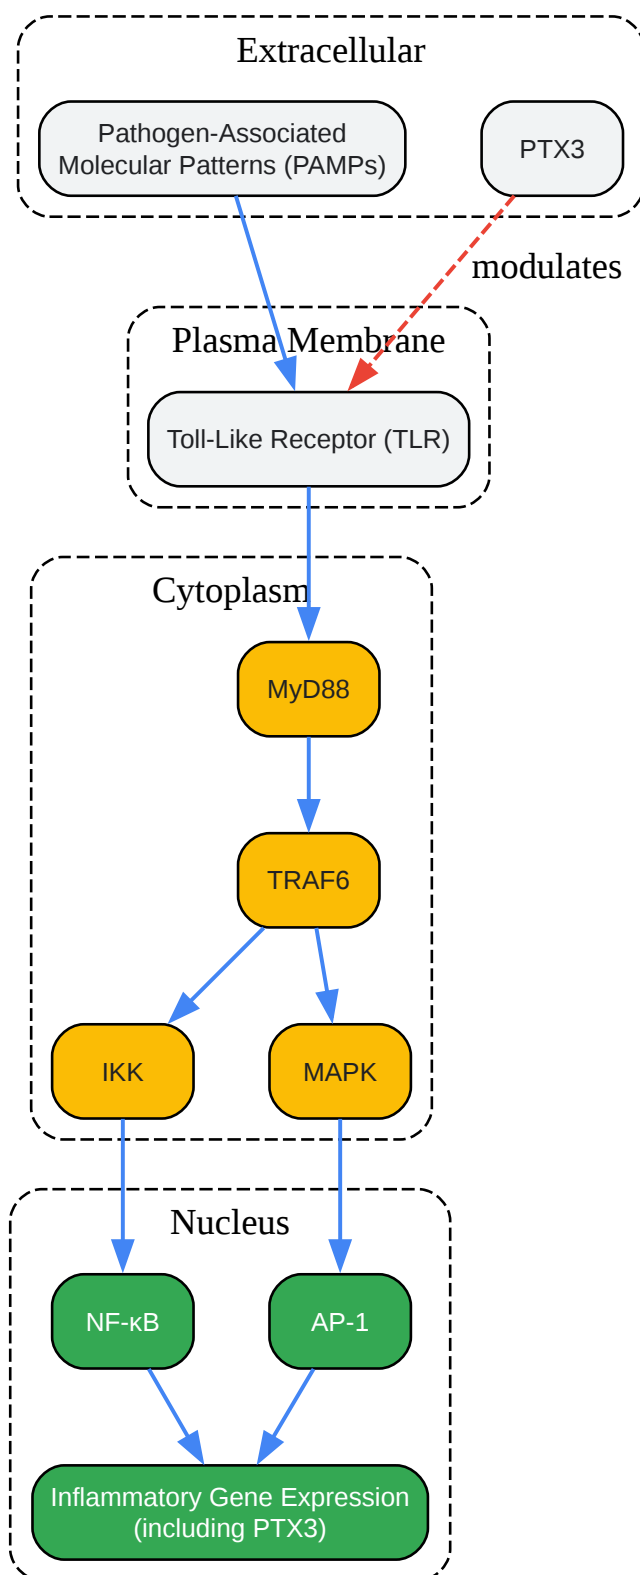 Extracellular
Pathogen-Associated
Molecular Patterns (PAMPs)
PTX3
modulates
Plasma Membrane
Toll-Like Receptor (TLR)
Cytoplasm
MyD88
TRAF6
IKK
MAPK
Nucleus
NF-κB
AP-1
Inflammatory Gene Expression
(including PTX3)